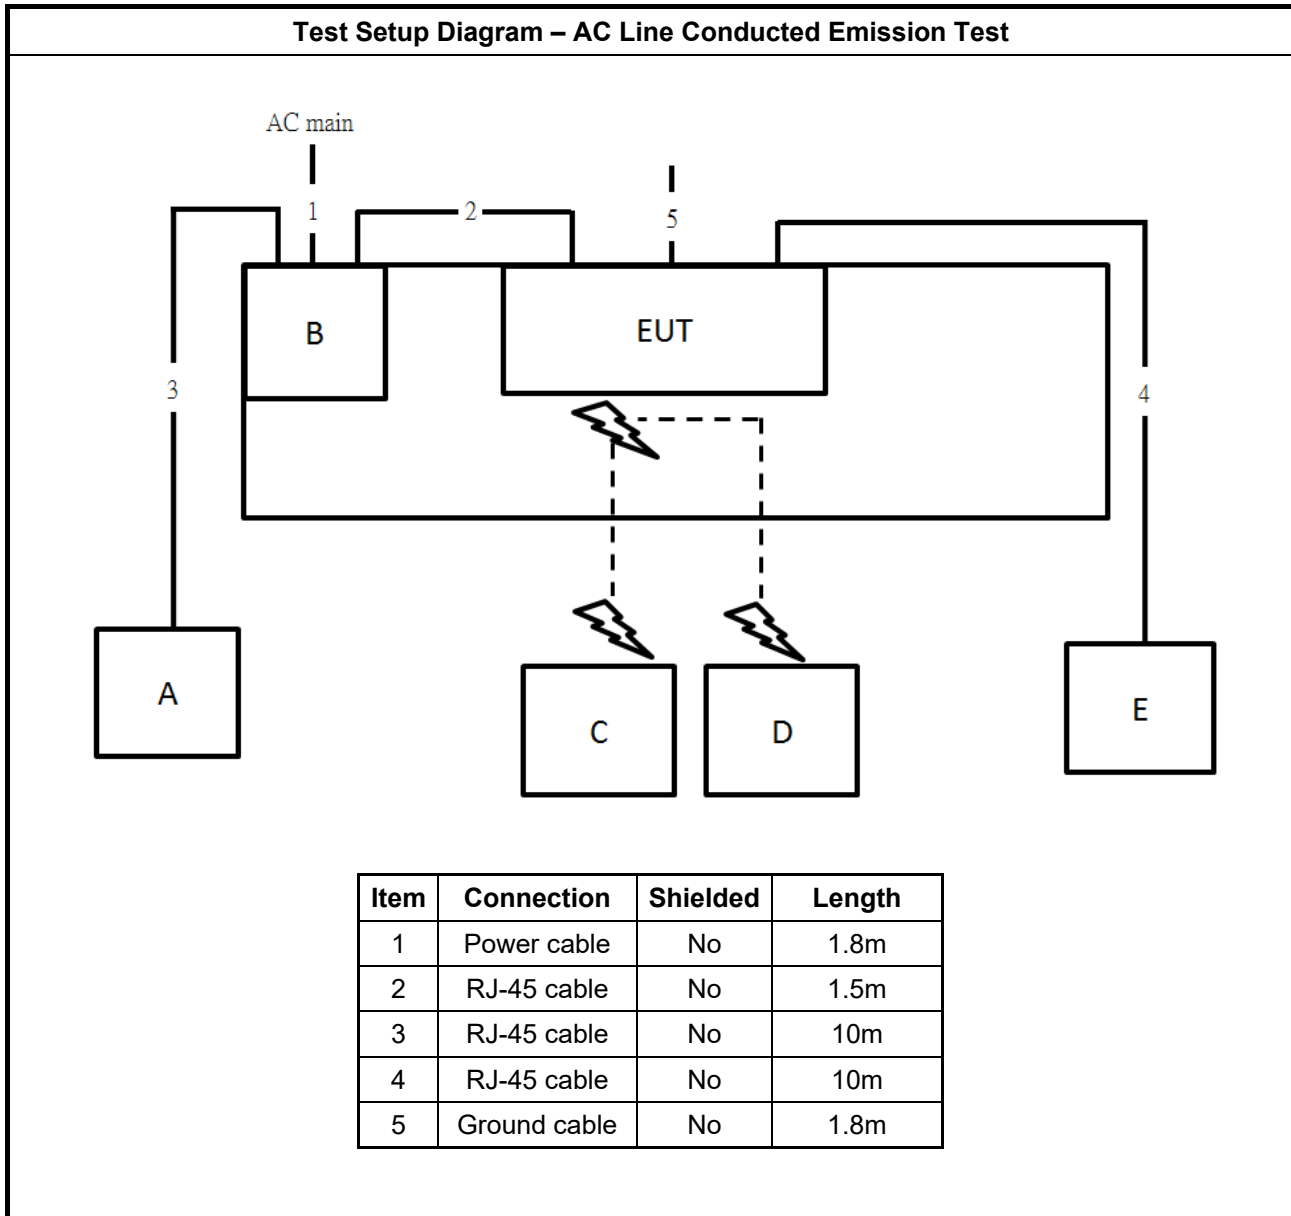 Test Setup Diagram – AC Line Conducted Emission Test
AC main
1
2
5
B
EUT
3
4
A
C
D
E
Item Connection Shielded Length
1 Power cable No 1.8m
2 RJ-45 cable No 1.5m
3 RJ-45 cable No 10m
4 RJ-45 cable No 10m
5 Ground cable No 1.8m